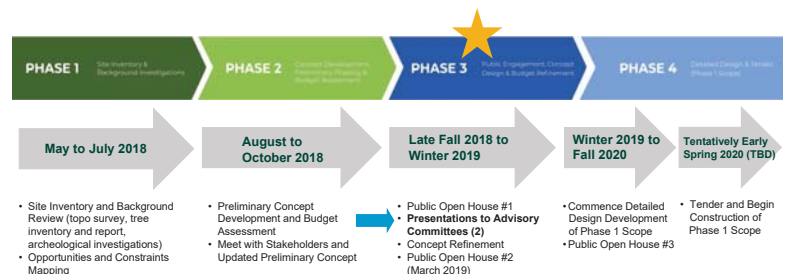 PHASE 1
Site Inventory &
Background Investigations
PHASE 2
Concept Development,
Preliminary Phasing &
Budget Assessment
PHASE 3
Public Engagement, Concept
Design & Budget Refinement
PHASE 4
Detailed Design & Tender
(Phase 1 Scope)
May to July 2018
August to
October 2018
Late Fall 2018 to
Winter 2019
Winter 2019 to
Fall 2020
Tentatively Early
Spring 2020 (TBD)
• Site Inventory and Background
Review (topo survey, tree
inventory and report,
archeological investigations)
• Opportunities and Constraints
Mapping
• Preliminary Concept
Development and Budget
Assessment
• Meet with Stakeholders and
Updated Preliminary Concept
• Public Open House #1
• Presentations to Advisory
Committees (2)
• Concept Refinement
• Public Open House #2
(March 2019)
• Commence Detailed
Design Development
of Phase 1 Scope
• Public Open House #3
• Tender and Begin
Construction of
Phase 1 Scope